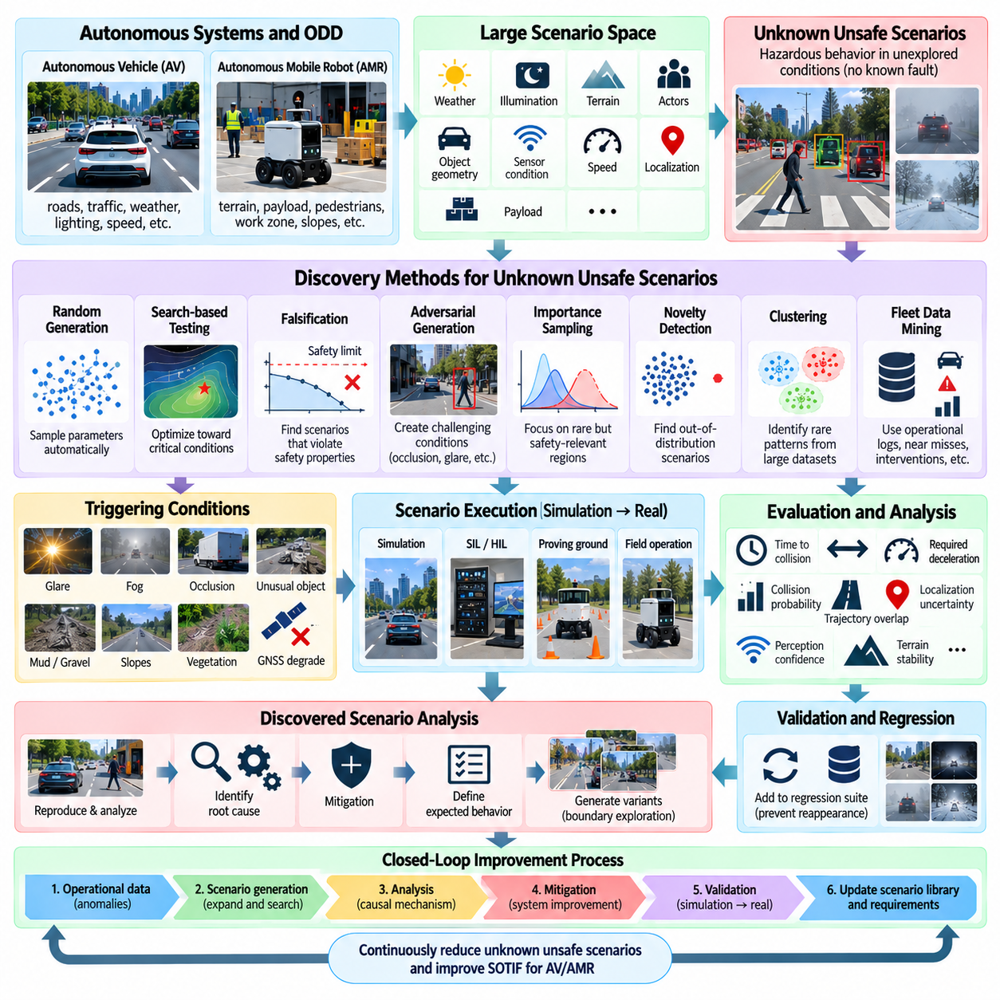 Autonomous Systems and ODD
Autonomous Vehicle (AV)
roads, traffic, weather,
lighting, speed, etc.
Autonomous Mobile Robot (AMR)
terrain, payload, pedestrians,
work zone, slopes, etc.
Large Scenario Space
Weather
Illumination
Terrain
Actors
Object
geometry
Sensor
condition
Speed
Localization
Payload
...
Unknown Unsafe Scenarios
Hazardous behavior in unexplored
conditions (no known fault)
Discovery Methods for Unknown Unsafe Scenarios
Random
Generation
Sample parameters
automatically
Search-based
Testing
Optimize toward
critical conditions
Falsification
Safety limit
Find scenarios
that violate
safety properties
Adversarial
Generation
Create challenging
conditions
(occlusion, glare, etc.)
Importance
Sampling
Focus on rare but
safety-relevant
regions
Novelty
Detection
Find out-of-
distribution
scenarios
Clustering
Identify rare
patterns from
large datasets
Fleet Data
Mining
Use operational
logs, near misses,
interventions, etc.
Triggering Conditions
Glare
Fog
Occlusion
Unusual object
Mud / Gravel
Slopes
Vegetation
GNSS degrade
Scenario Execution (Simulation → Real)
Simulation
SIL / HIL
Proving ground
Field operation
Evaluation and Analysis
Time to
collision
Required
deceleration
Collision
probability
Trajectory overlap
Localization
uncertainty
Perception
confidence
Terrain
stability
...
Discovered Scenario Analysis
Reproduce & analyze
Identify
root cause
Mitigation
Define
expected behavior
Generate variants
(boundary exploration)
Validation and Regression
Add to regression suite
(prevent reappearance)
Closed-Loop Improvement Process
1. Operational data
(anomalies)
2. Scenario generation
(expand and search)
3. Analysis
(causal mechanism)
4. Mitigation
(system improvement)
5. Validation
(simulation → real)
6. Update scenario library
and requirements
Continuously reduce unknown unsafe scenarios
and improve SOTIF for AV/AMR